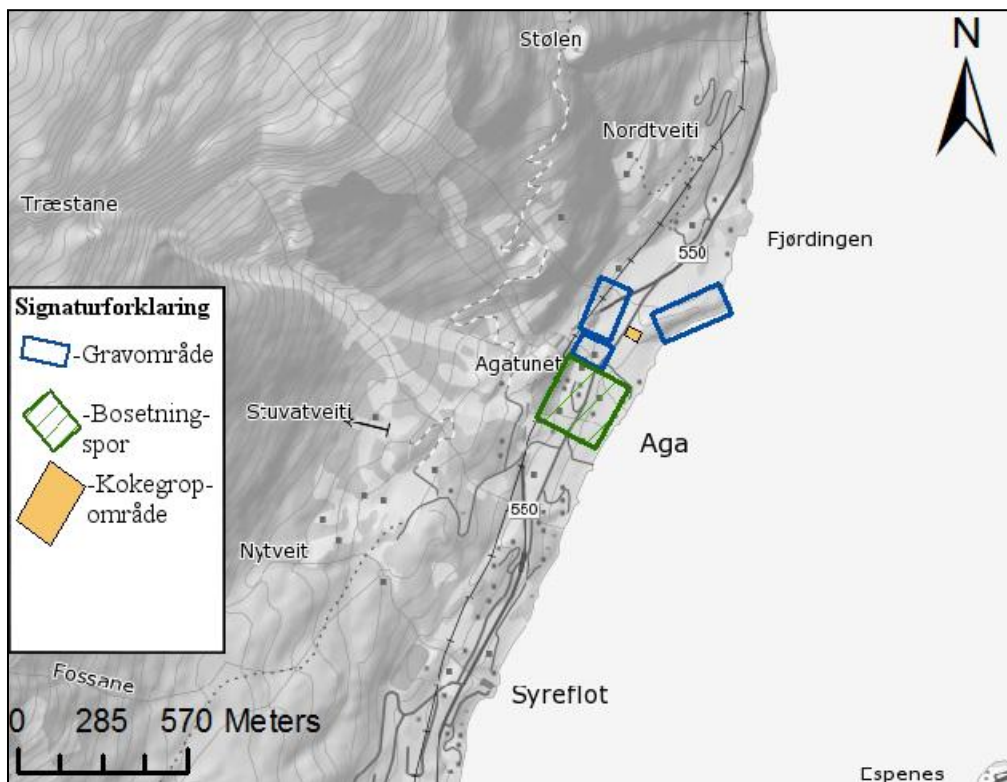 Stølen
N
Nordtveiti
Træstane
Fjørdingen
550
Signaturforklaring
-Gravområde
Agatunet
-Bosetning-
spor
Stuvatveiti
Aga
-Kokegrop-
område
550
Nytveit
Fossane
Syreflot
0 285 570 Meters
Espenes